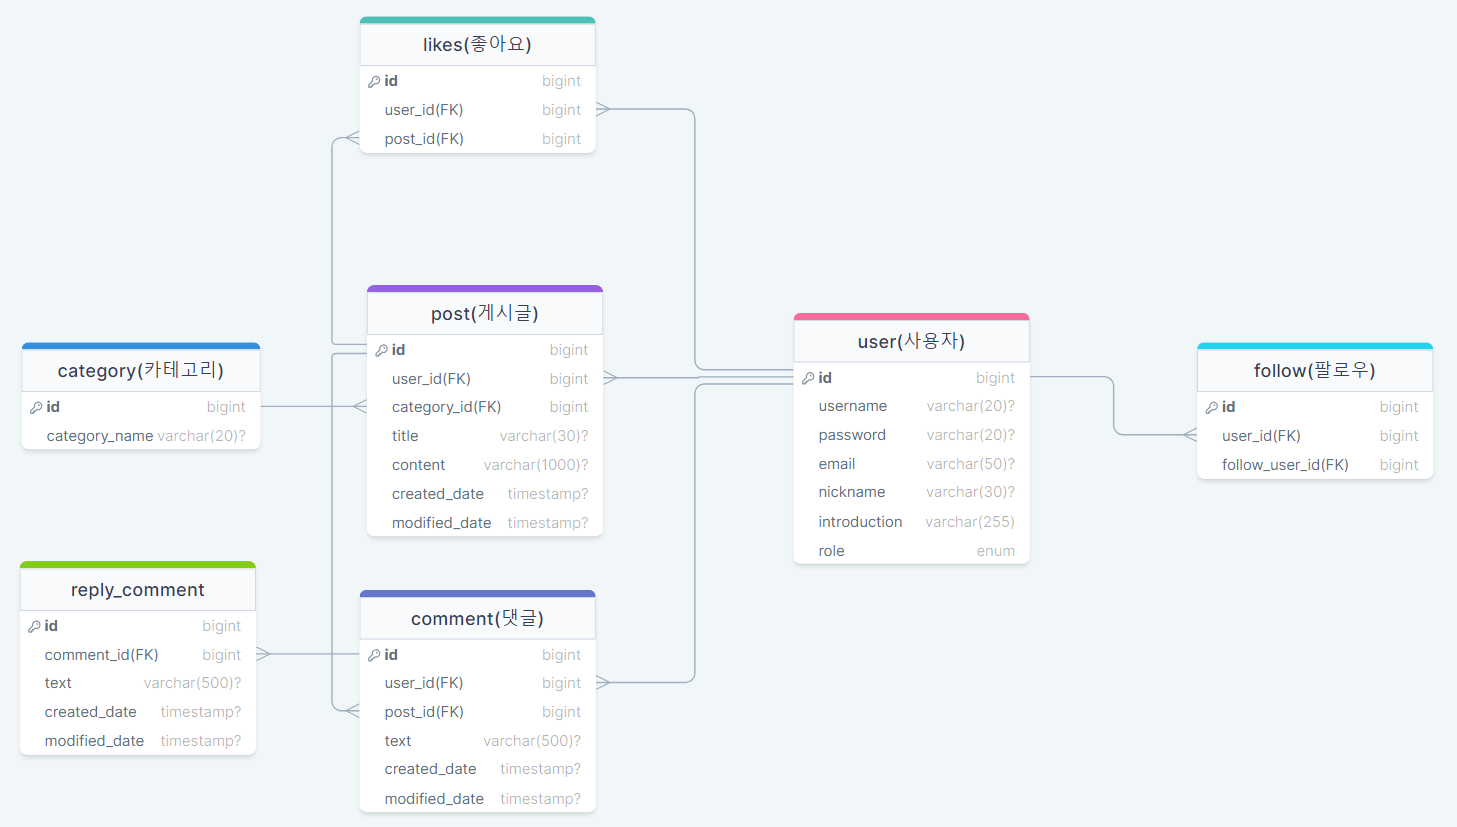 likes(좋아요)
id bigint
user_id(FK) bigint
post_id(FK) bigint
post(게시글)
id bigint
user_id(FK) bigint
category_id(FK) bigint
title varchar(30)?
content varchar(1000)?
created_date timestamp?
modified_date timestamp?
user(사용자)
id bigint
username varchar(20)?
password varchar(20)?
email varchar(50)?
nickname varchar(30)?
introduction varchar(255)
role enum
category(카테고리)
id bigint
category_name varchar(20)?
follow(팔로우)
id bigint
user_id(FK) bigint
follow_user_id(FK) bigint
reply_comment
id bigint
comment_id(FK) bigint
text varchar(500)?
created_date timestamp?
modified_date timestamp?
comment(댓글)
id bigint
user_id(FK) bigint
post_id(FK) bigint
text varchar(500)?
created_date timestamp?
modified_date timestamp?